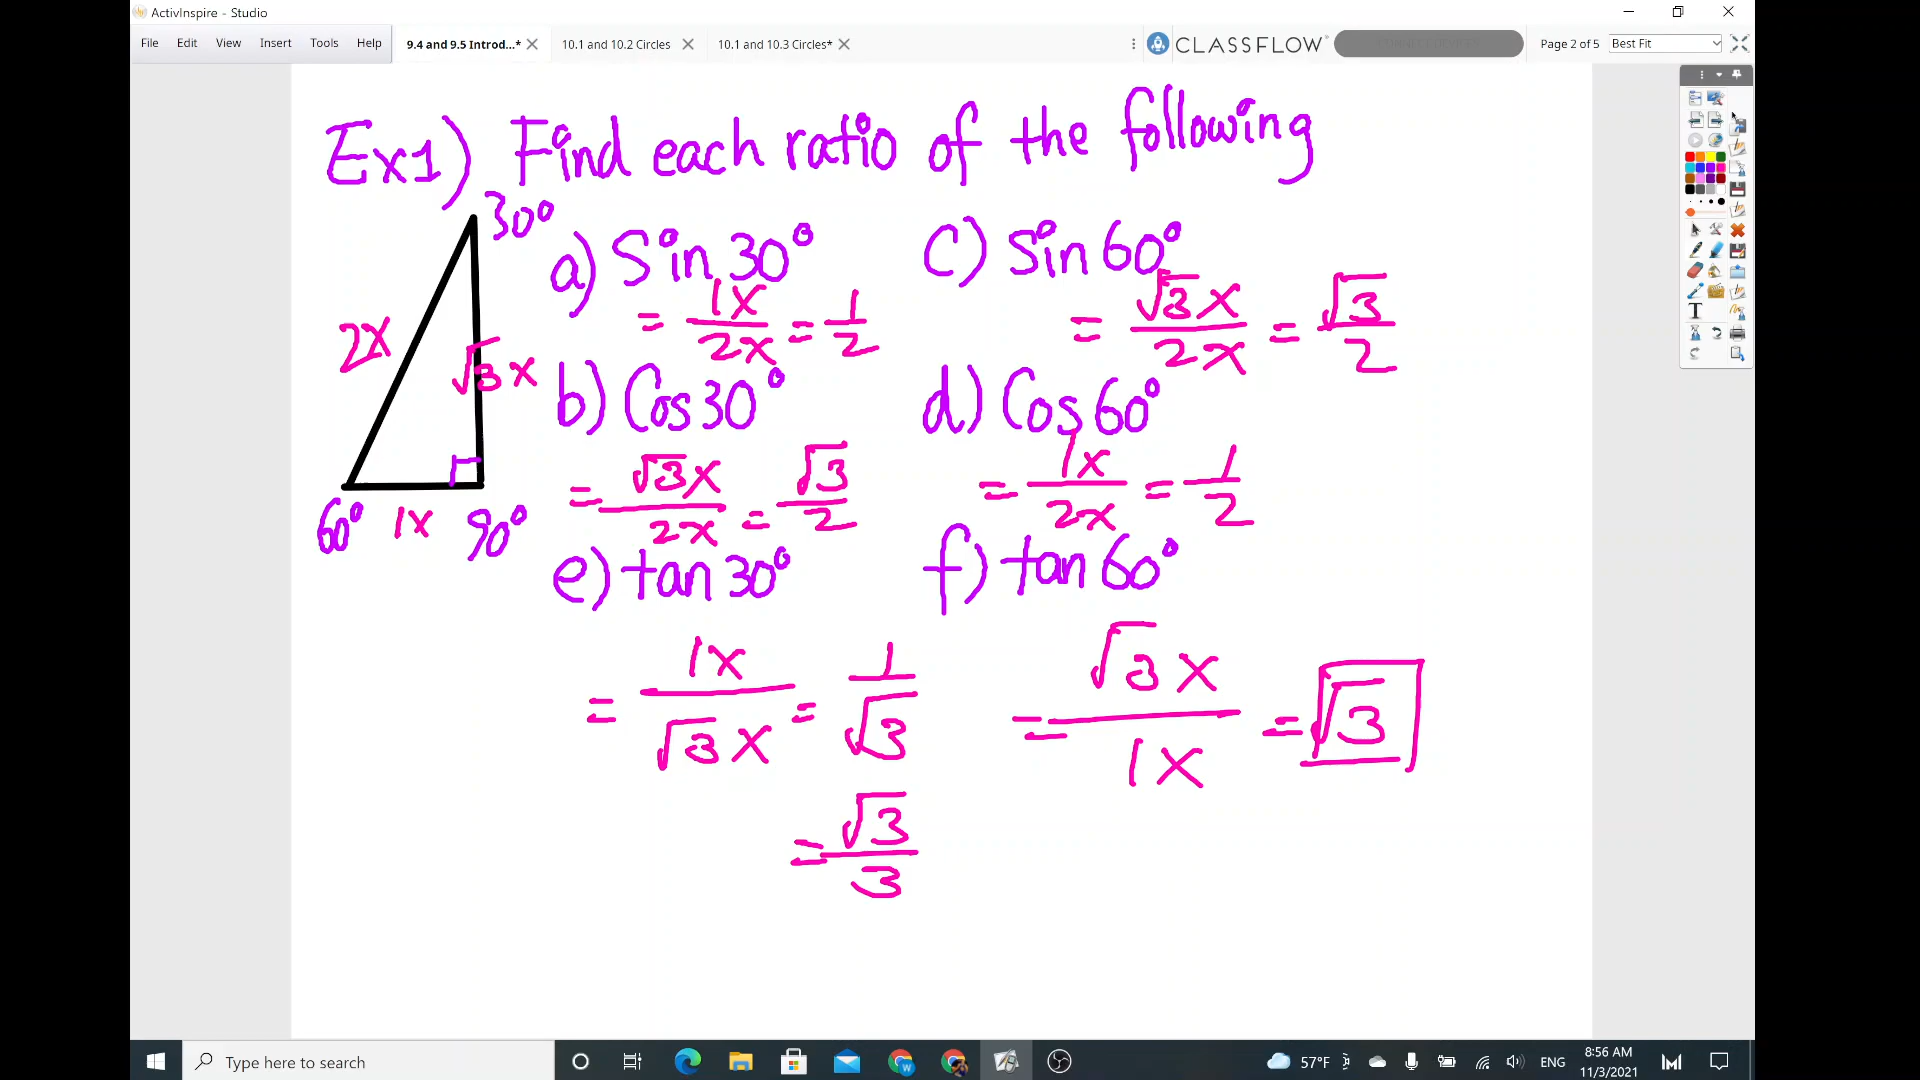 ActivInspire - Studio
File Edit View Insert Tools Help
9.4 and 9.5 Introd...* 10.1 and 10.2 Circles 10.1 and 10.3 Circles*
CLASSFLOW
Page 2 of 5 Best Fit
Ex1) Find each ratio of the following
30°
2x
√3x
60° 1x 90°
a) Sin 30°
= 1x/2x = 1/2
c) Sin 60°
= √3x/2x = √3/2
b) Cos 30°
= √3x/2x = √3/2
d) Cos 60°
= 1x/2x = 1/2
e) tan 30°
= 1x/√3x = 1/√3
= √3/3
f) tan 60°
= √3x/1x = √3
Type here to search
57°F ENG
8:56 AM
11/3/2021